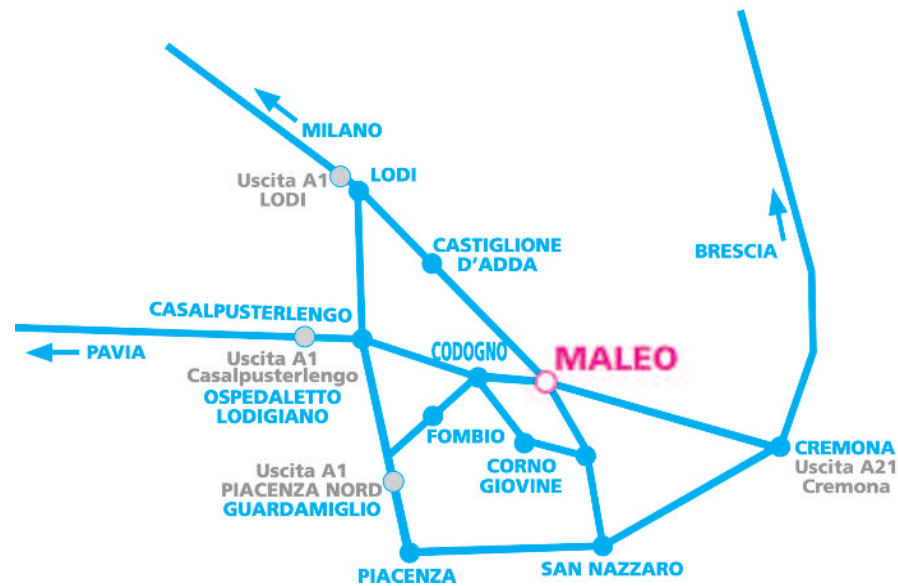 MILANO
Uscita A1
LODI
LODI
CASTIGLIONE
D'ADDA
BRESCIA
CASALPUSTERLENGO
PAVIA
Uscita A1
Casalpusterlengo
OSPEDALETTO
LODIGIANO
CODOGNO
MALEO
FOMBIO
CORNO
GIOVINE
CREMONA
Uscita A21
Cremona
Uscita A1
PIACENZA NORD
GUARDAMIGLIO
PIACENZA
SAN NAZZARO